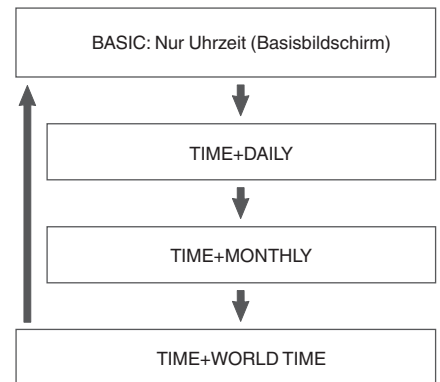 BASIC: Nur Uhrzeit (Basisbildschirm)
TIME+DAILY
TIME+MONTHLY
TIME+WORLD TIME